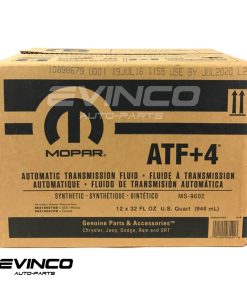 10898679 0001 19JUL16 1155 USE BY JUL2020
EVINCO
AUTO-PARTS
MOPAR
ATF+4
AUTOMATIC TRANSMISSION FLUID • FLUIDE À TRANSMISSION
AUTOMATIQUE • FLUIDO DE TRANSMISIÓN AUTOMÁTICA
SYNTHETIC • SYNTHÉTIQUE • SINTÉTICO
MS-9602
12 x 32 FL OZ U.S. Quart (946 mL)
Genuine Parts & Accessories
Chrysler, Jeep, Dodge, Ram and SRT
EVINCO
AUTO-PARTS